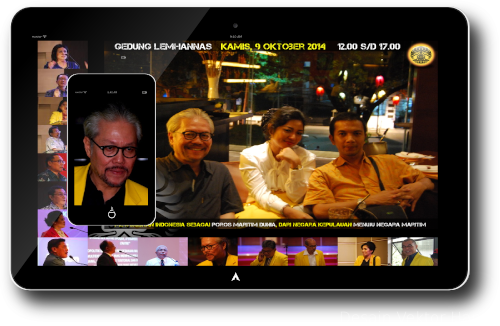 GEDUNG LEMHANNAS KAMIS, 9 OKTOBER 2014 12.00 S/D 17.00
INDONESIA SEBAGAI POROS MARITIM DUNIA, DARI NEGARA KEPULAUAN MENUJU NEGARA MARITIM